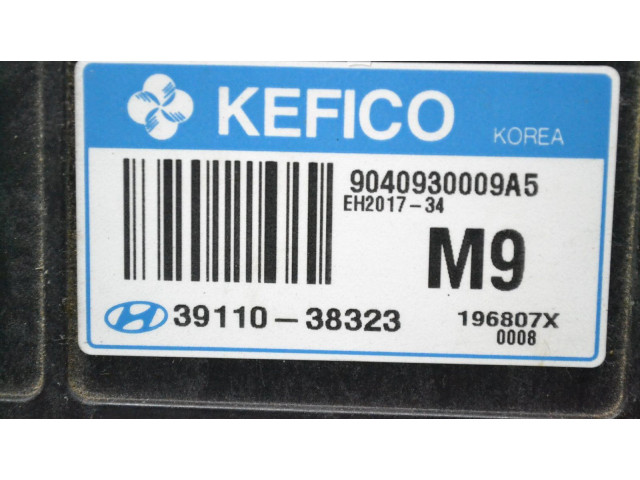 KEFICO
KOREA
9040930009A5
EH2017-34
M9
39110-38323
196807X
0008